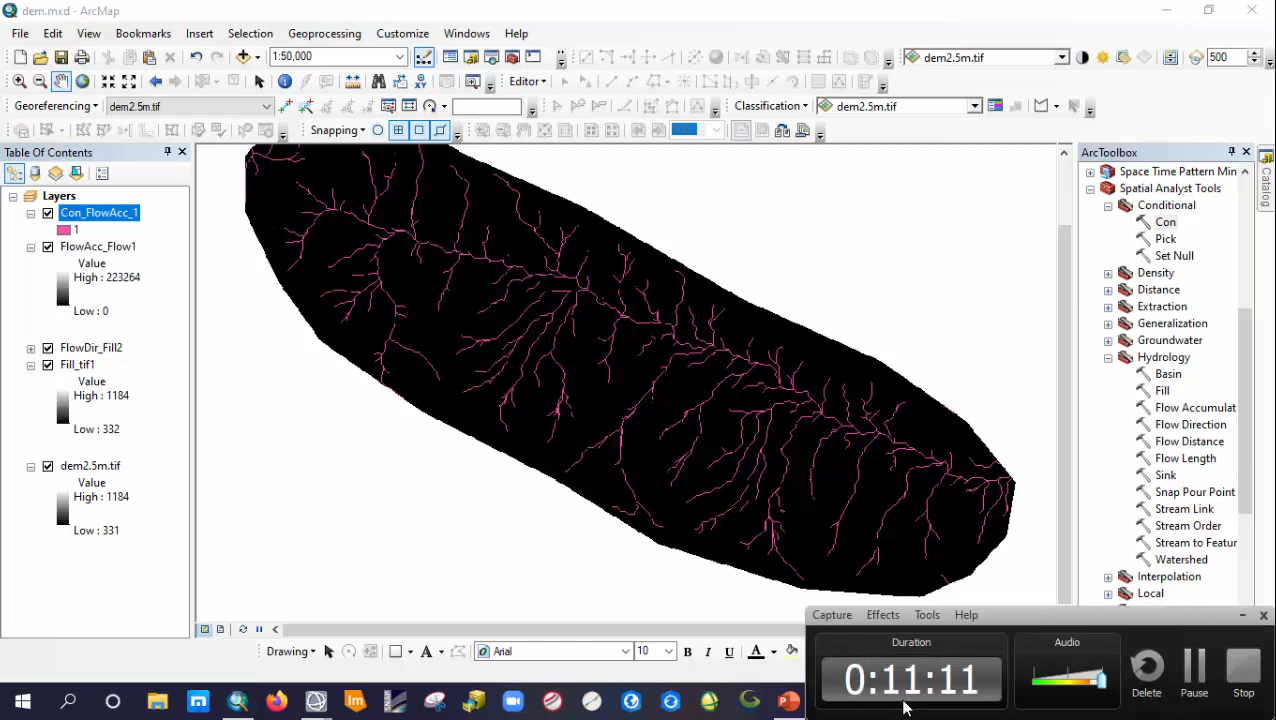 dem.mxd - ArcMap
File Edit View Bookmarks Insert Selection Geoprocessing Customize Windows Help
1:50,000 dem2.5m.tif 500
Editor
Georeferencing dem2.5m.tif Classification dem2.5m.tif
Snapping
Table Of Contents
Layers
Con_FlowAcc_1
1
FlowAcc_Flow1
Value
High : 223264
Low : 0
FlowDir_Fill2
Fill_tif1
Value
High : 1184
Low : 332
dem2.5m.tif
Value
High : 1184
Low : 331
ArcToolbox
Catalog
Space Time Pattern Min
Spatial Analyst Tools
Conditional
Con
Pick
Set Null
Density
Distance
Extraction
Generalization
Groundwater
Hydrology
Basin
Fill
Flow Accumulat
Flow Direction
Flow Distance
Flow Length
Sink
Snap Pour Point
Stream Link
Stream Order
Stream to Featur
Watershed
Interpolation
Local
Drawing Arial 10 B I U A
Capture Effects Tools Help
Duration Audio
0:11:11
Delete Pause Stop